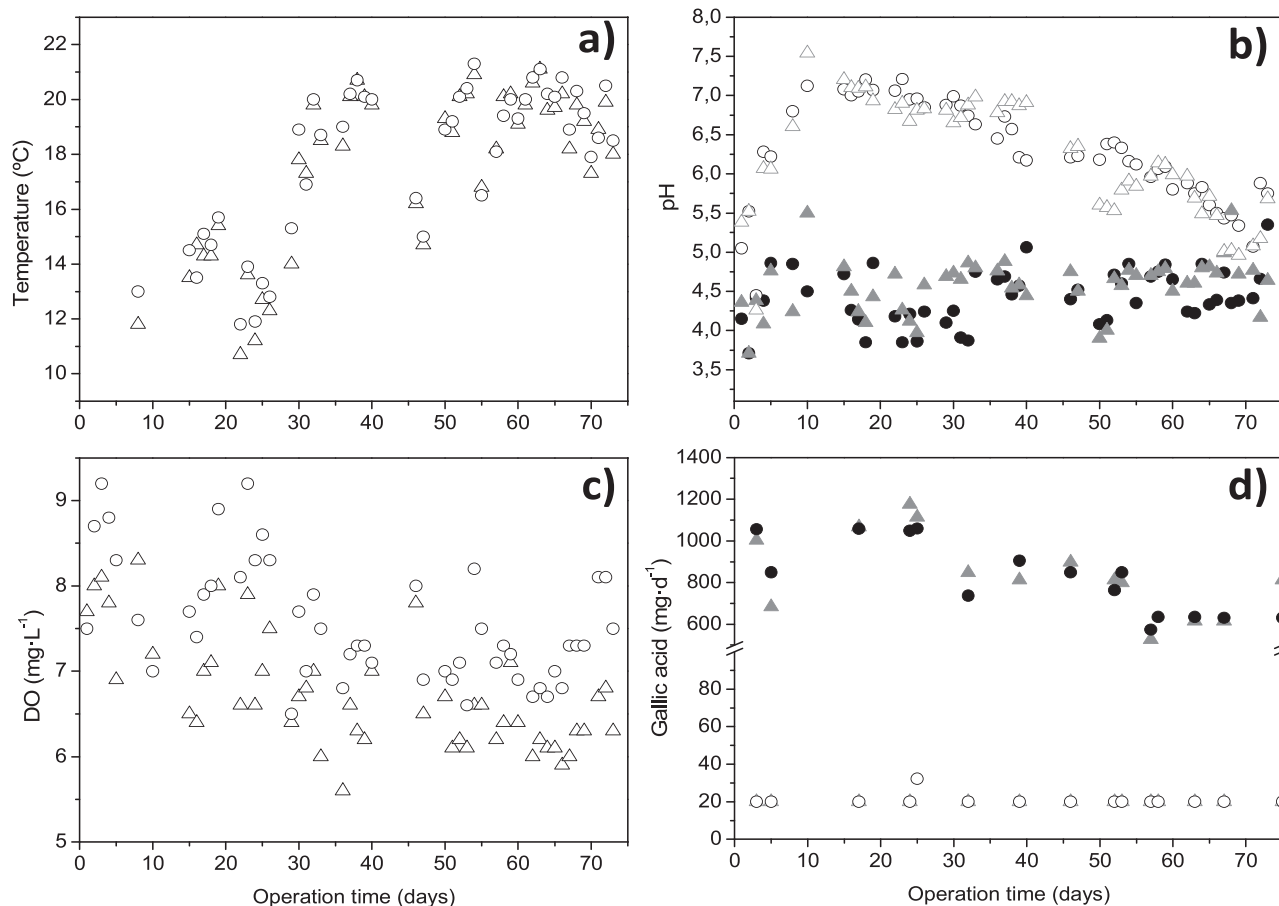 a)
22
20
18
16
14
12
10
Temperature (ºC)
0 10 20 30 40 50 60 70
b)
8,0
7,5
7,0
6,5
6,0
5,5
5,0
4,5
4,0
3,5
pH
0 10 20 30 40 50 60 70
c)
9
8
7
6
5
DO (mg·L⁻¹)
0 10 20 30 40 50 60 70
Operation time (days)
d)
1400
1200
1000
800
600
80
60
40
20
0
Gallic acid (mg·d⁻¹)
0 10 20 30 40 50 60 70
Operation time (days)